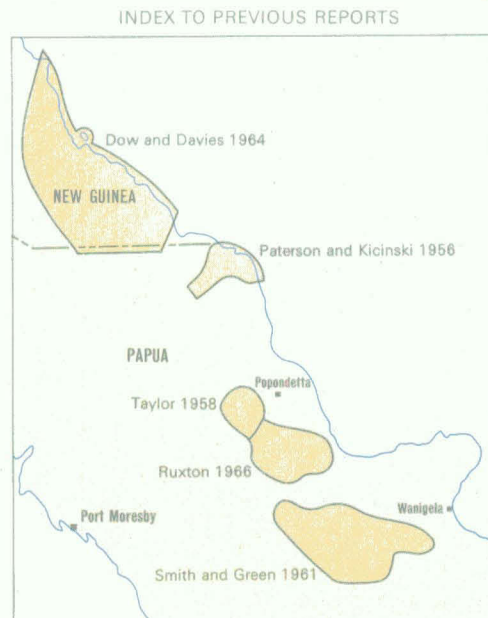 INDEX TO PREVIOUS REPORTS
Dow and Davies 1964
NEW GUINEA
Paterson and Kicinski 1956
PAPUA
Popondetta
Taylor 1958
Ruxton 1966
Wanigela
Port Moresby
Smith and Green 1961